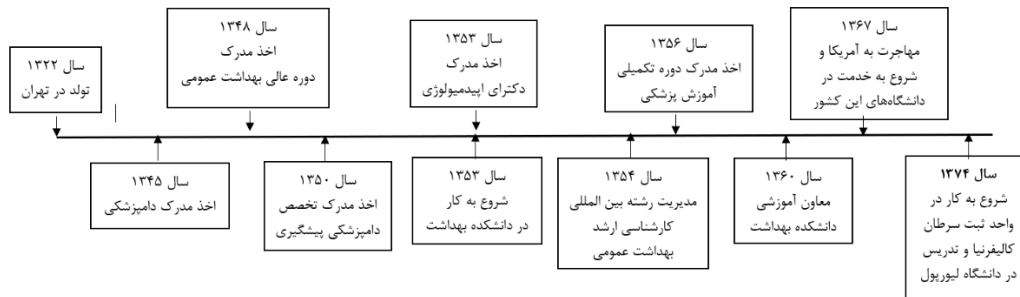 سال ۱۳۲۲
تولد در تهران
سال ۱۳۴۵
اخذ مدرک دامپزشکی
سال ۱۳۴۸
اخذ مدرک
دوره عالی بهداشت عمومی
سال ۱۳۵۰
اخذ مدرک تخصص
دامپزشکی پیشگیری
سال ۱۳۵۳
اخذ مدرک
دکترای اپیدمیولوژی
سال ۱۳۵۳
شروع به کار
در دانشکده بهداشت
سال ۱۳۵۴
مدیریت رشته بین المللی
کارشناسی ارشد
بهداشت عمومی
سال ۱۳۵۶
اخذ مدرک دوره تکمیلی
آموزش پزشکی
سال ۱۳۶۰
معاون آموزشی
دانشکده بهداشت
سال ۱۳۶۷
مهاجرت به آمریکا و
شروع به خدمت در
دانشگاه‌های این کشور
سال ۱۳۷۴
شروع به کار در
واحد ثبت سرطان
کالیفرنیا و تدریس
در دانشگاه لیورپول